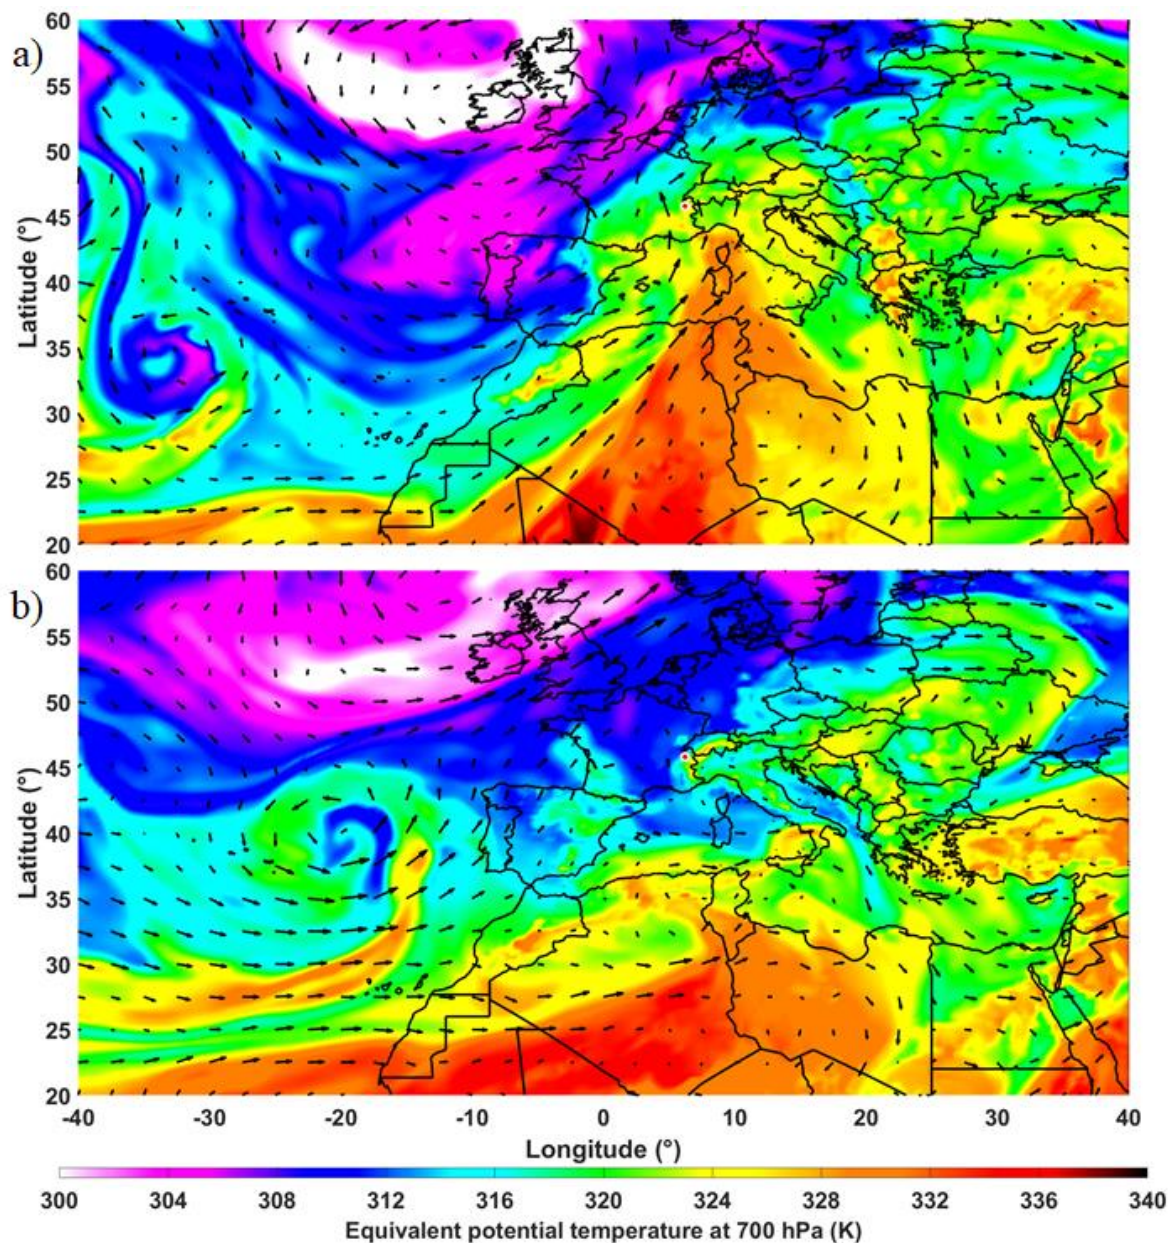 a)
60
55
50
45
40
35
30
25
20
Latitude (°)
b)
60
55
50
45
40
35
30
25
20
Latitude (°)
-40 -30 -20 -10 0 10 20 30 40
Longitude (°)
300 304 308 312 316 320 324 328 332 336 340
Equivalent potential temperature at 700 hPa (K)